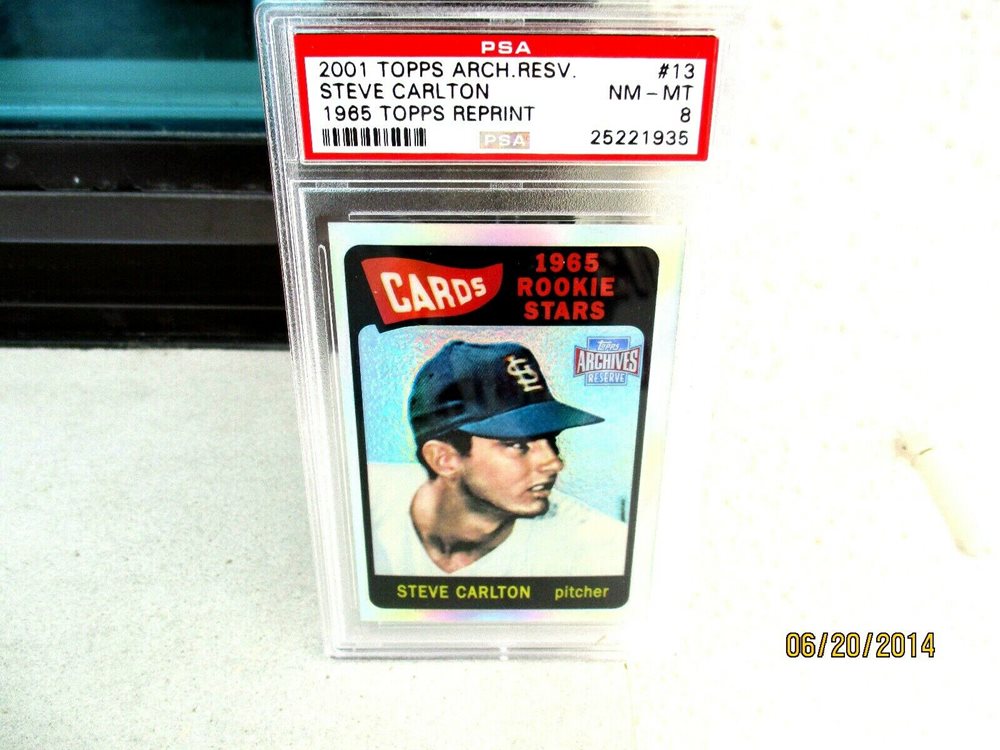 PSA
2001 TOPPS ARCH.RESV. #13
STEVE CARLTON NM-MT
1965 TOPPS REPRINT 8
PSA 25221935
CARDS
1965
ROOKIE
STARS
TOPPS
ARCHIVES
RESERVE
STL
STEVE CARLTON pitcher
06/20/2014